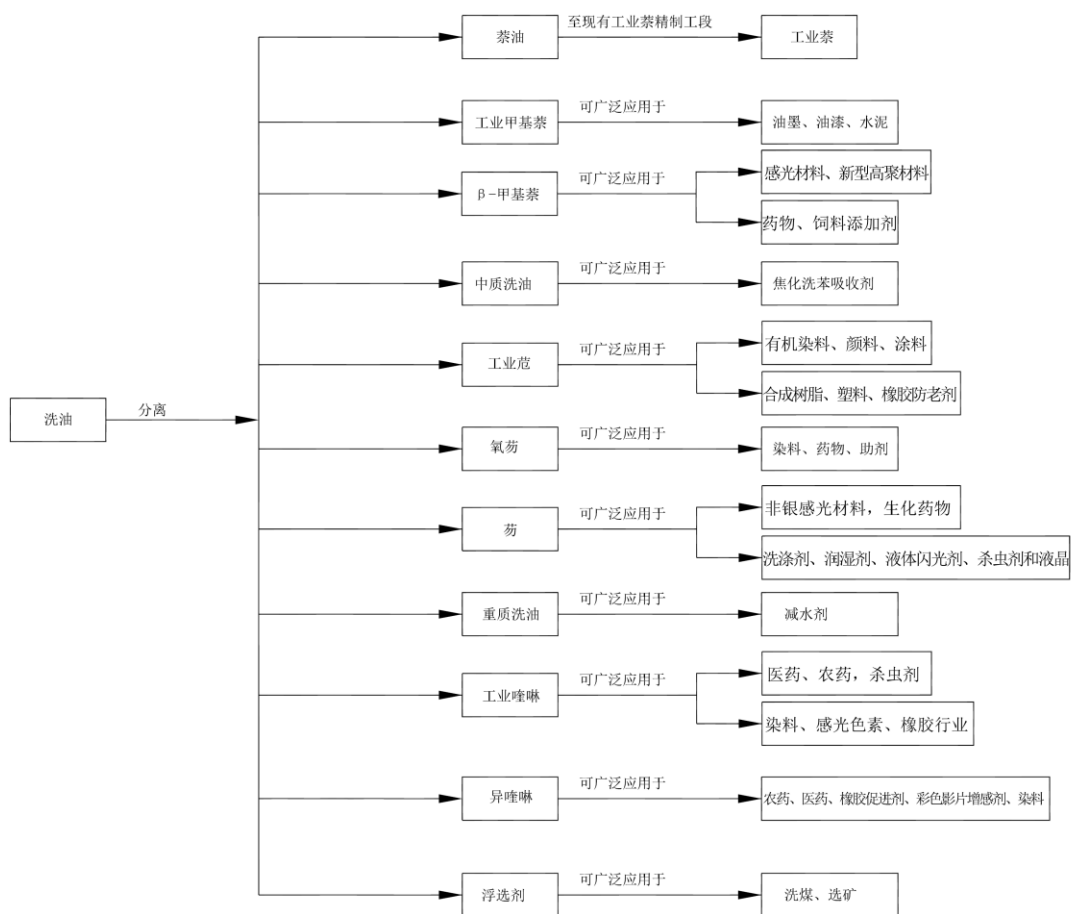 萘油
至现有工业萘精制工段
工业萘
工业甲基萘
可广泛应用于
油墨、油漆、水泥
β-甲基萘
可广泛应用于
感光材料、新型高聚材料
药物、饲料添加剂
中质洗油
可广泛应用于
焦化洗苯吸收剂
工业苊
可广泛应用于
有机染料、颜料、涂料
合成树脂、塑料、橡胶防老剂
洗油
分离
氧芴
可广泛应用于
染料、药物、助剂
芴
可广泛应用于
非银感光材料，生化药物
洗涤剂、润湿剂、液体闪光剂、杀虫剂和液晶
重质洗油
可广泛应用于
减水剂
工业喹啉
可广泛应用于
医药、农药，杀虫剂
染料、感光色素、橡胶行业
异喹啉
可广泛应用于
农药、医药、橡胶促进剂、彩色影片增感剂、染料
浮选剂
可广泛应用于
洗煤、选矿